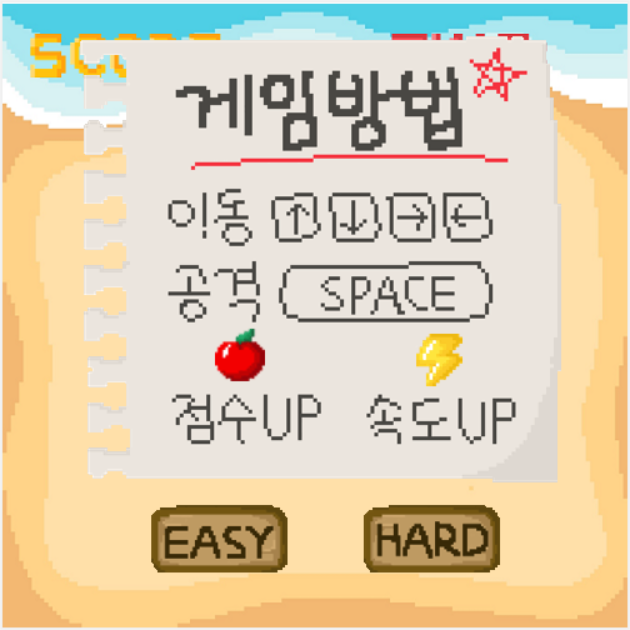 SCORE
게임방법
이동 ↑ ↓ → ←
공격 SPACE
점수UP 속도UP
EASY HARD